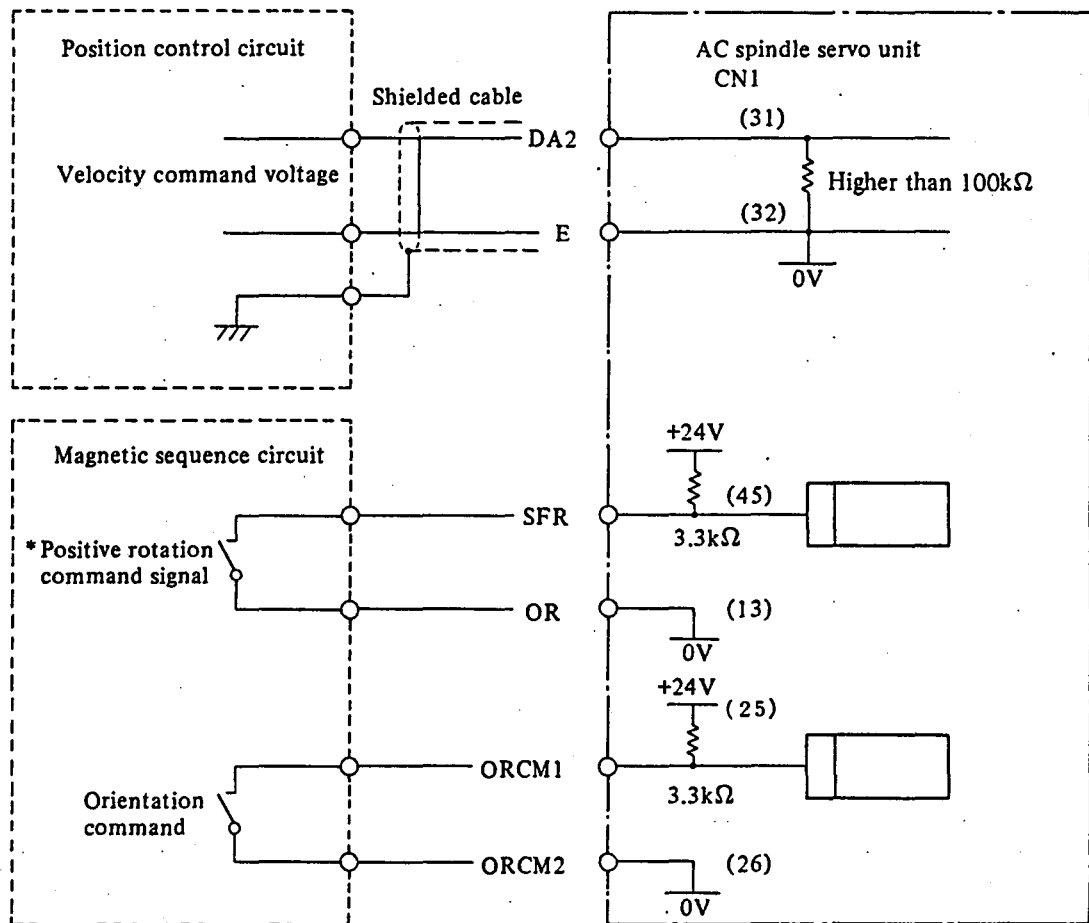 Position control circuit
AC spindle servo unit
CN1
Shielded cable
DA2
(31)
Velocity command voltage
Higher than 100kΩ
E
(32)
0V
Magnetic sequence circuit
+24V
SFR
(45)
3.3kΩ
*Positive rotation
command signal
OR
(13)
0V
+24V
(25)
ORCM1
3.3kΩ
Orientation
command
ORCM2
(26)
0V